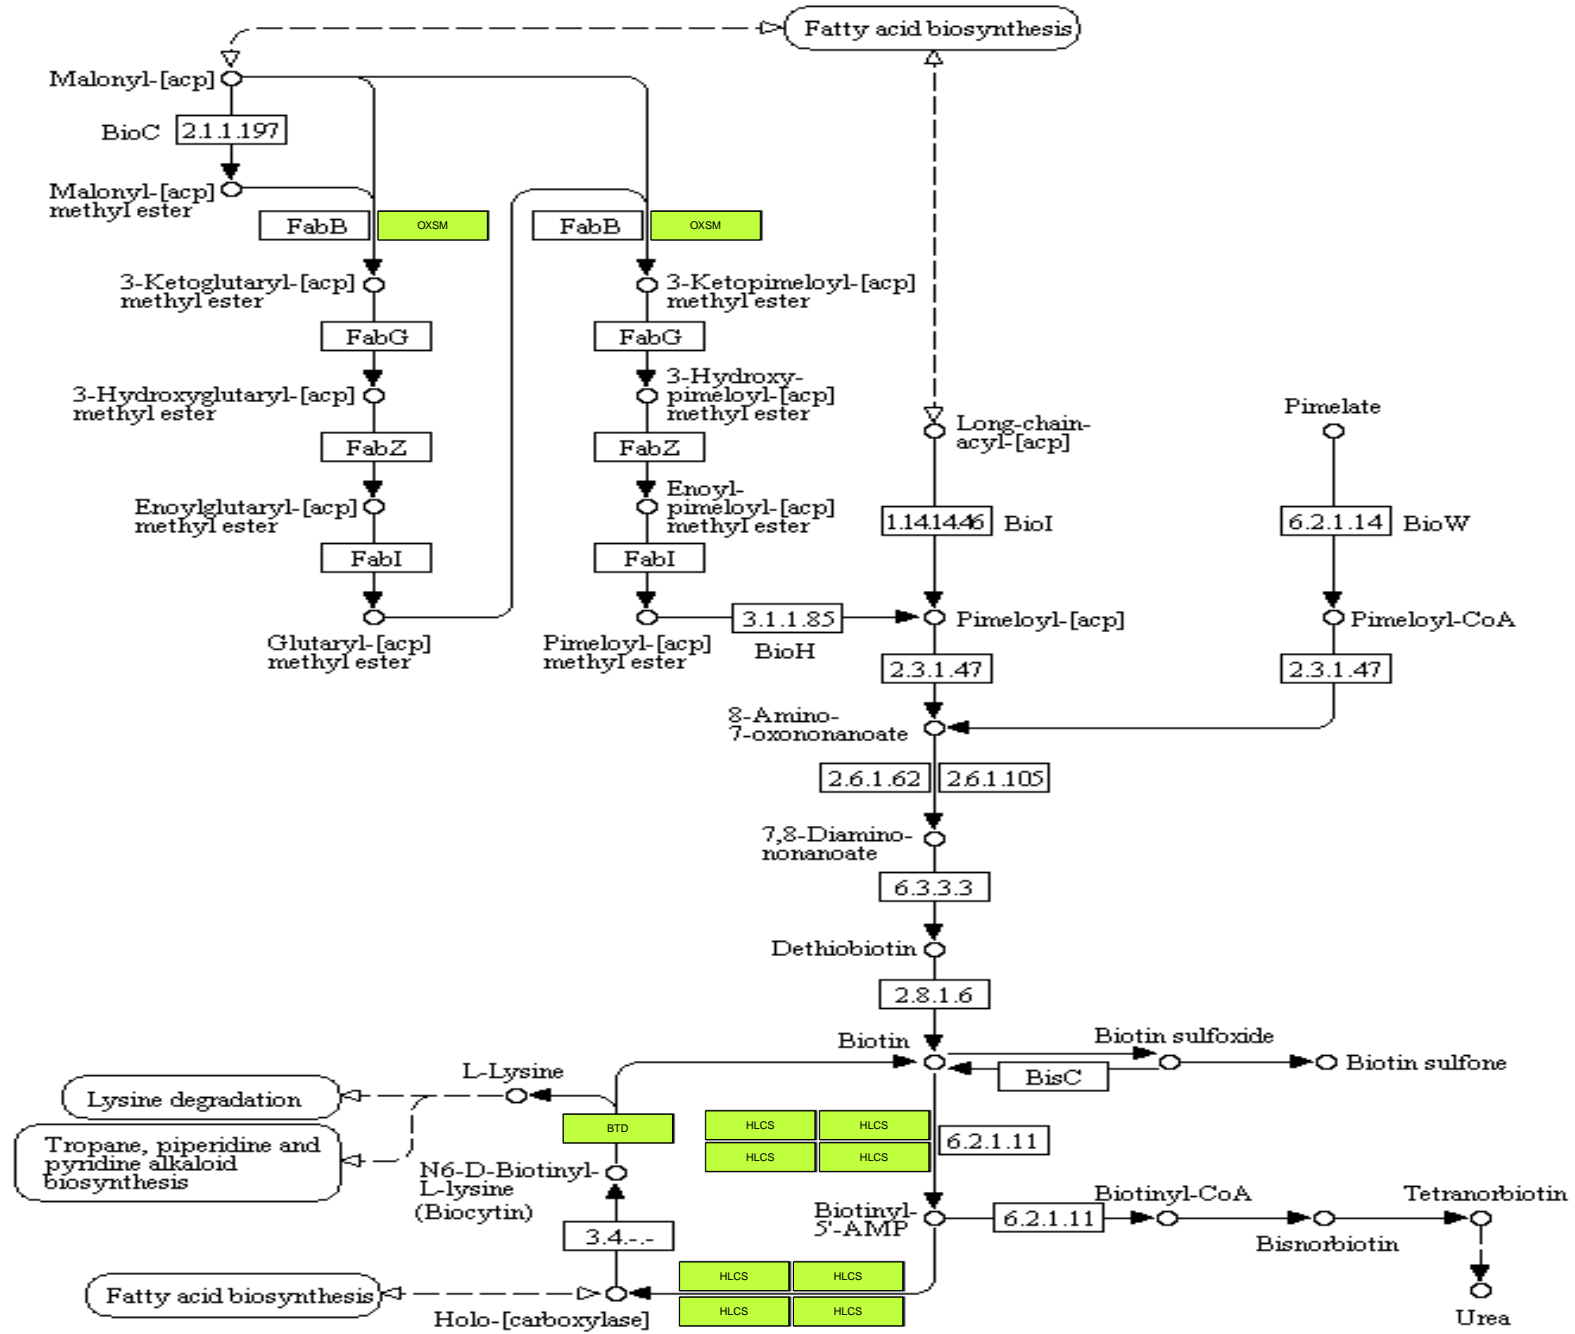 Fatty acid biosynthesis
Malonyl-[acp]
BioC
2.1.1.197
Malonyl-[acp]
methyl ester
FabB
OXSM
FabB
OXSM
3-Ketoglutaryl-[acp]
methyl ester
3-Ketopimeloyl-[acp]
methyl ester
FabG
FabG
3-Hydroxyglutaryl-[acp]
methyl ester
3-Hydroxy-
pimeloyl-[acp]
methyl ester
Long-chain-
acyl-[acp]
Pimelate
FabZ
FabZ
Enoylglutaryl-[acp]
methyl ester
Enoyl-
pimeloyl-[acp]
methyl ester
1.14.14.46
BioI
6.2.1.14
BioW
FabI
FabI
Glutaryl-[acp]
methyl ester
Pimeloyl-[acp]
methyl ester
3.1.1.85
BioH
Pimeloyl-[acp]
Pimeloyl-CoA
2.3.1.47
2.3.1.47
8-Amino-
7-oxononanoate
2.6.1.62
2.6.1.105
7,8-Diamino-
nonanoate
6.3.3.3
Dethiobiotin
2.8.1.6
Biotin
Biotin sulfoxide
Biotin sulfone
BisC
L-Lysine
Lysine degradation
Tropane, piperidine and
pyridine alkaloid
biosynthesis
BTD
HLCS
HLCS
HLCS
HLCS
6.2.1.11
N6-D-Biotinyl-
L-lysine
(Biocytin)
Biotinyl-
5'-AMP
6.2.1.11
Biotinyl-CoA
Bisnorbiotin
Tetranorbiotin
3.4.-.-
HLCS
HLCS
HLCS
HLCS
Fatty acid biosynthesis
Holo-[carboxylase]
Urea